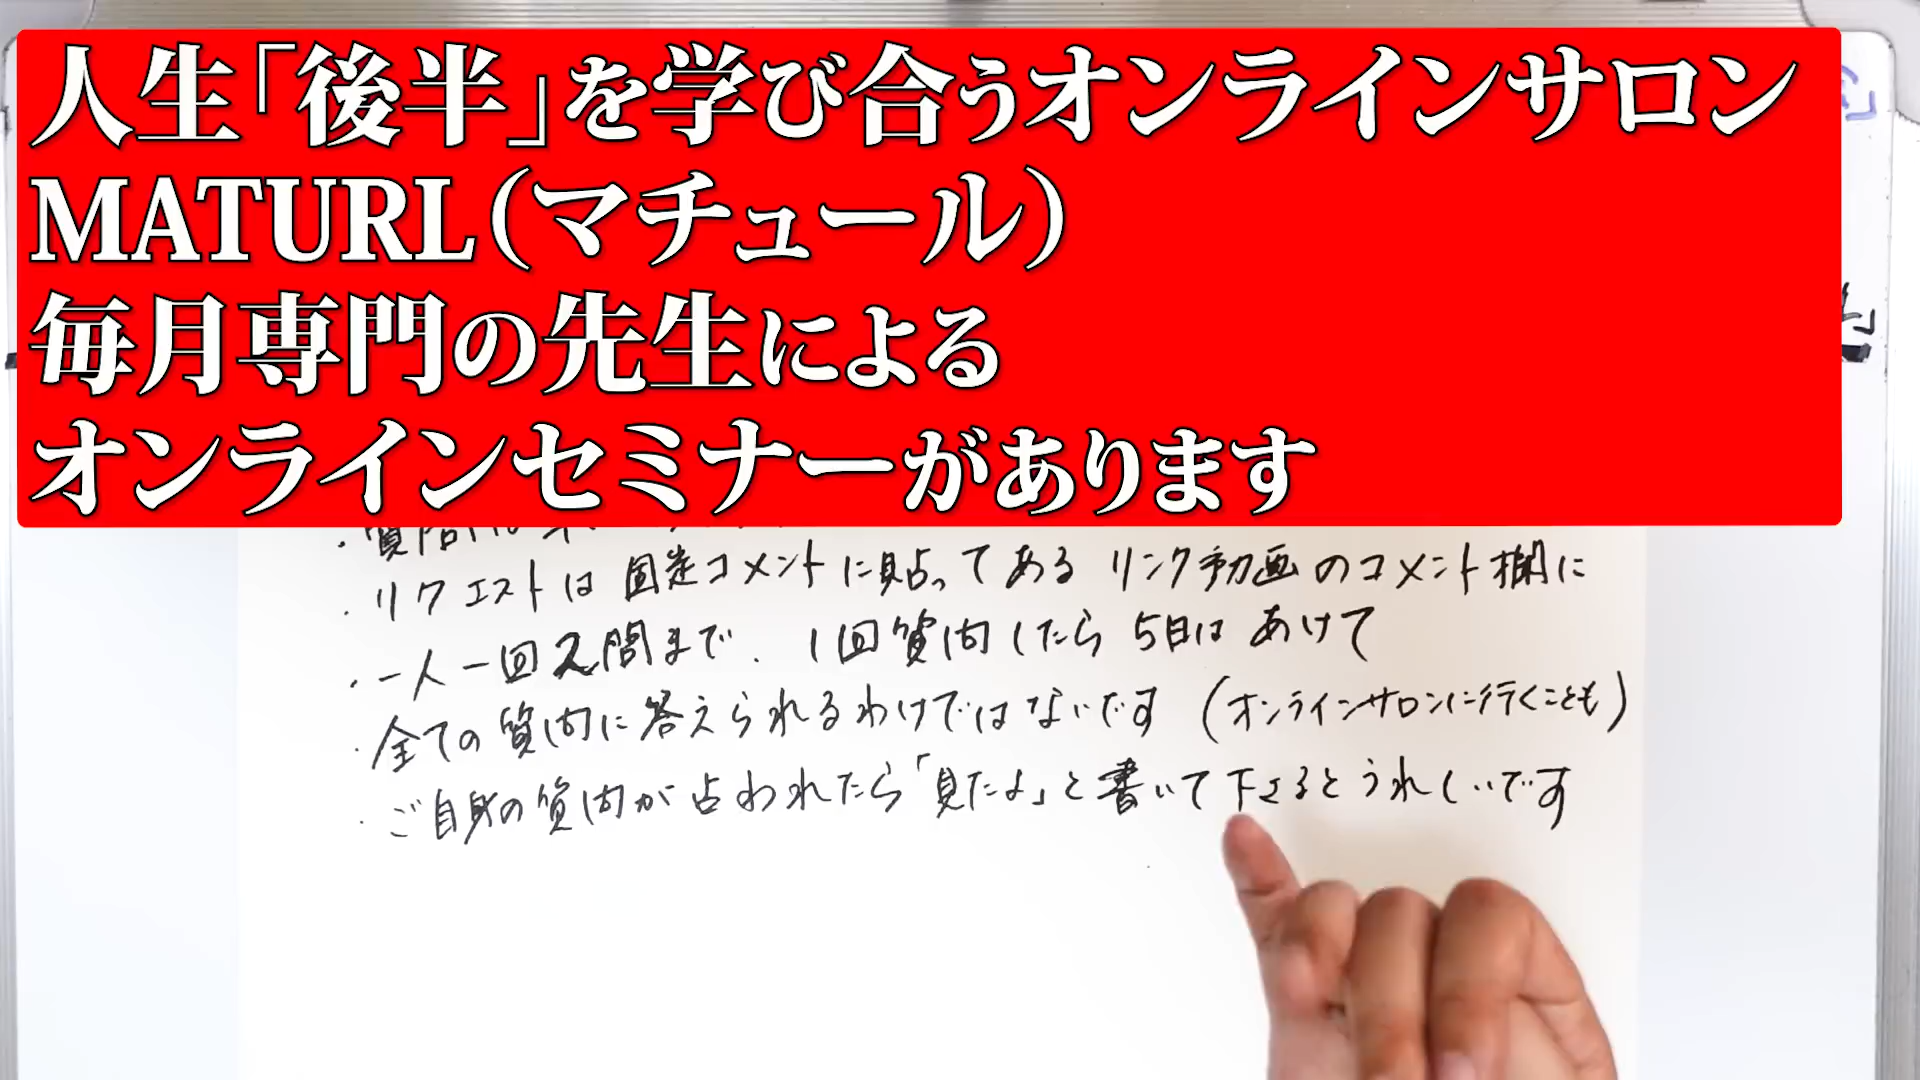 人生「後半」を学び合うオンラインサロン
MATURL(マチュール)
毎月専門の先生による
オンラインセミナーがあります
・リクエストは固定コメントに貼ってあるリンク動画のコメント欄に
・一人一回2問まで．1回質問したら5日はあけて
・全ての質問に答えられるわけではないです(オンラインサロンに行くことも)
・ご自身の質問が占われたら「見たよ」と書いて下さるとうれしいです